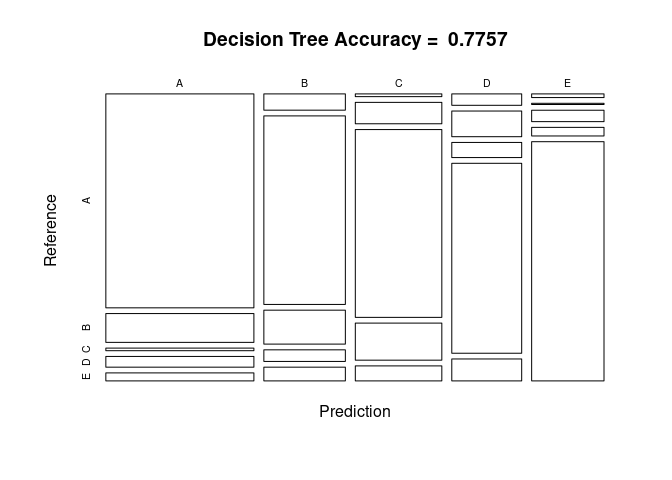 Decision Tree Accuracy = 0.7757
A B C D E
Reference
A
B
C
D
E
Prediction